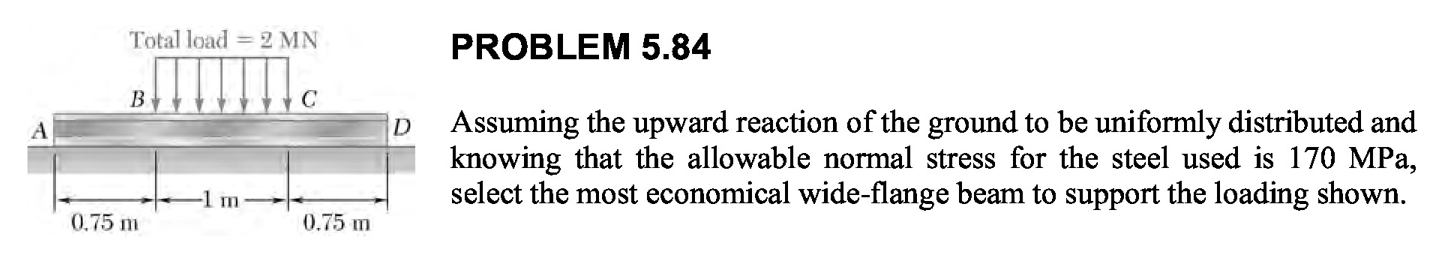 Total load = 2 MN
PROBLEM 5.84
B
C
A
D
Assuming the upward reaction of the ground to be uniformly distributed and
knowing that the allowable normal stress for the steel used is 170 MPa,
select the most economical wide-flange beam to support the loading shown.
1 m
0.75 m
0.75 m